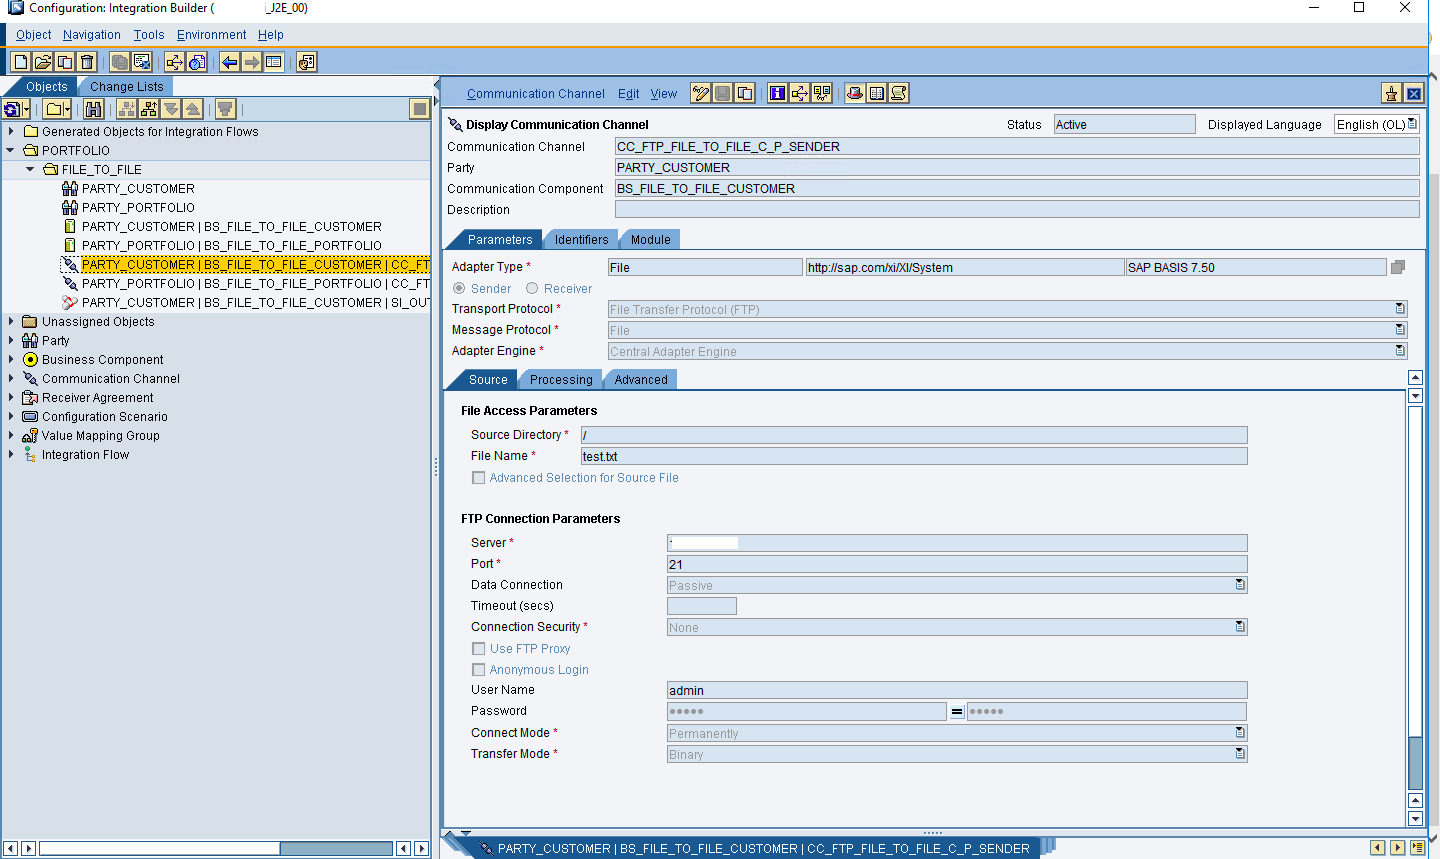 Configuration: Integration Builder ( _J2E_00)
Object Navigation Tools Environment Help
Objects Change Lists
Generated Objects for Integration Flows
PORTFOLIO
FILE_TO_FILE
PARTY_CUSTOMER
PARTY_PORTFOLIO
PARTY_CUSTOMER | BS_FILE_TO_FILE_CUSTOMER
PARTY_PORTFOLIO | BS_FILE_TO_FILE_PORTFOLIO
PARTY_CUSTOMER | BS_FILE_TO_FILE_CUSTOMER | CC_FT
PARTY_PORTFOLIO | BS_FILE_TO_FILE_PORTFOLIO | CC_FT
PARTY_CUSTOMER | BS_FILE_TO_FILE_CUSTOMER | SI_OU
Unassigned Objects
Party
Business Component
Communication Channel
Receiver Agreement
Configuration Scenario
Value Mapping Group
Integration Flow
Communication Channel Edit View
Display Communication Channel Status Active Displayed Language English (OL)
Communication Channel CC_FTP_FILE_TO_FILE_C_P_SENDER
Party PARTY_CUSTOMER
Communication Component BS_FILE_TO_FILE_CUSTOMER
Description
Parameters Identifiers Module
Adapter Type * File http://sap.com/xi/XI/System SAP BASIS 7.50
Sender Receiver
Transport Protocol * File Transfer Protocol (FTP)
Message Protocol * File
Adapter Engine * Central Adapter Engine
Source Processing Advanced
File Access Parameters
Source Directory * /
File Name * test.txt
Advanced Selection for Source File
FTP Connection Parameters
Server *
Port * 21
Data Connection Passive
Timeout (secs)
Connection Security * None
Use FTP Proxy
Anonymous Login
User Name admin
Password ●●●●● = ●●●●●
Connect Mode * Permanently
Transfer Mode * Binary
PARTY_CUSTOMER | BS_FILE_TO_FILE_CUSTOMER | CC_FTP_FILE_TO_FILE_C_P_SENDER